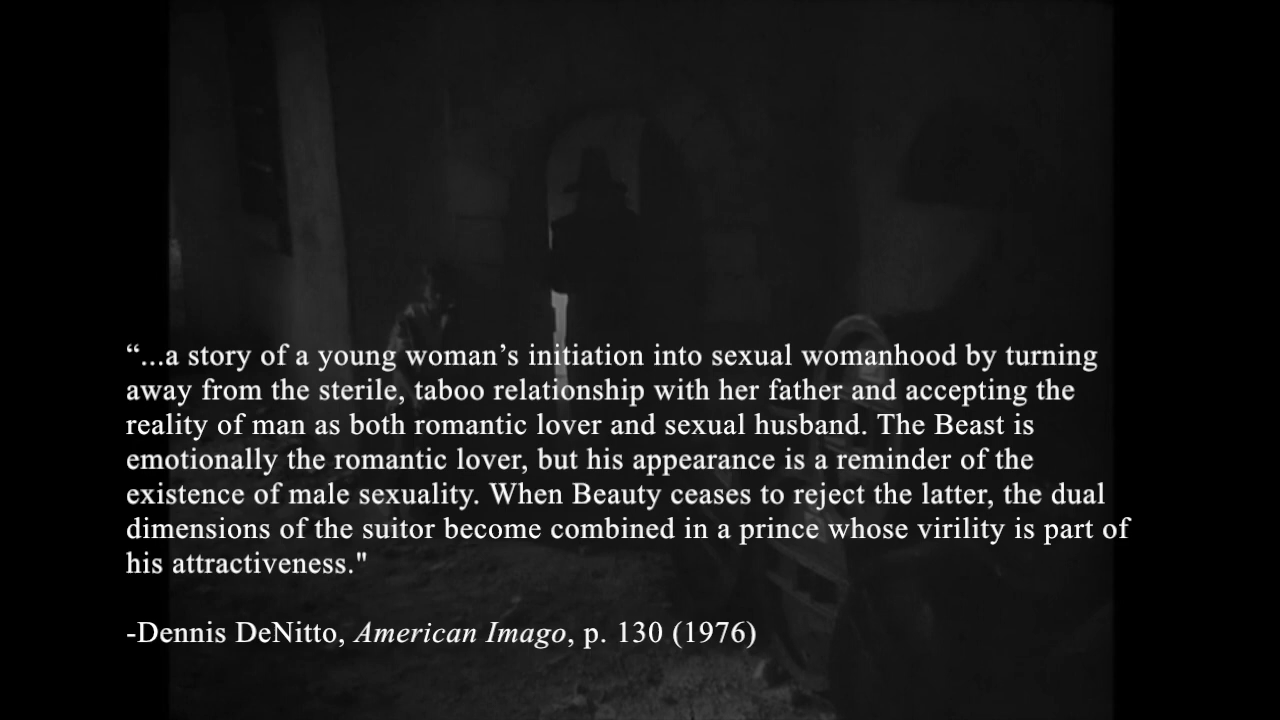 “...a story of a young woman’s initiation into sexual womanhood by turning
away from the sterile, taboo relationship with her father and accepting the
reality of man as both romantic lover and sexual husband. The Beast is
emotionally the romantic lover, but his appearance is a reminder of the
existence of male sexuality. When Beauty ceases to reject the latter, the dual
dimensions of the suitor become combined in a prince whose virility is part of
his attractiveness."
-Dennis DeNitto, American Imago, p. 130 (1976)